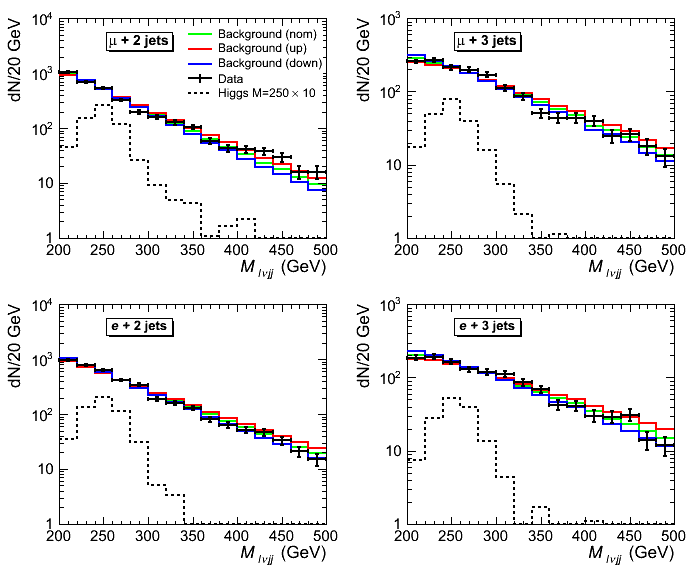 μ + 2 jets
Background (nom)
Background (up)
Background (down)
Data
Higgs M=250 × 10
dN/20 GeV
10⁴
10³
10²
10
1
200 250 300 350 400 450 500
M lνjj (GeV)
μ + 3 jets
dN/20 GeV
10³
10²
10
1
200 250 300 350 400 450 500
M lνjj (GeV)
e + 2 jets
dN/20 GeV
10⁴
10³
10²
10
1
200 250 300 350 400 450 500
M lνjj (GeV)
e + 3 jets
dN/20 GeV
10³
10²
10
1
200 250 300 350 400 450 500
M lνjj (GeV)